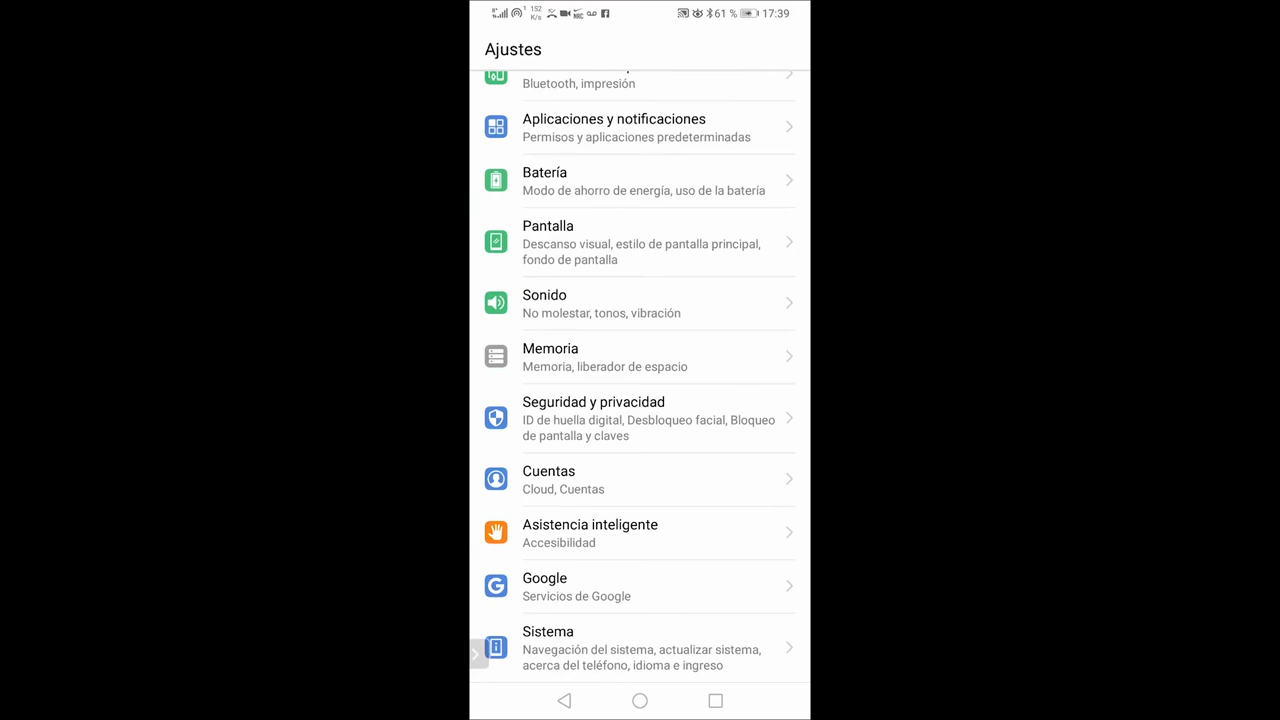 1 152 K/s NRC 61 % 17:39
Ajustes
Bluetooth, impresión
Aplicaciones y notificaciones
Permisos y aplicaciones predeterminadas
Batería
Modo de ahorro de energía, uso de la batería
Pantalla
Descanso visual, estilo de pantalla principal,
fondo de pantalla
Sonido
No molestar, tonos, vibración
Memoria
Memoria, liberador de espacio
Seguridad y privacidad
ID de huella digital, Desbloqueo facial, Bloqueo
de pantalla y claves
Cuentas
Cloud, Cuentas
Asistencia inteligente
Accesibilidad
Google
Servicios de Google
Sistema
Navegación del sistema, actualizar sistema,
acerca del teléfono, idioma e ingreso